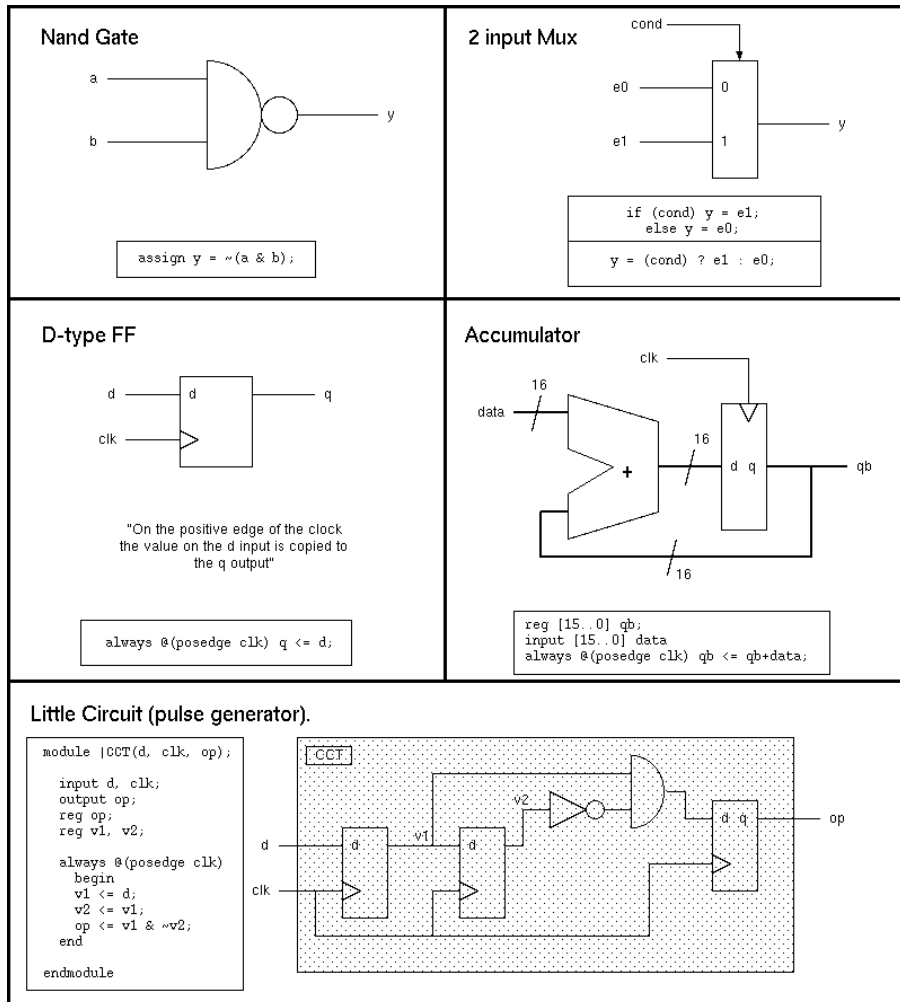 Nand Gate
a
b
y
assign y = ~(a & b);
2 input Mux
cond
e0
0
e1
1
y
if (cond) y = e1;
else y = e0;
y = (cond) ? e1 : e0;
D-type FF
d
d
q
clk
"On the positive edge of the clock
the value on the d input is copied to
the q output"
always @(posedge clk) q <= d;
Accumulator
clk
16
data
16
+
d q
qb
16
reg [15..0] qb;
input [15..0] data
always @(posedge clk) qb <= qb+data;
Little Circuit (pulse generator).
module |CCT(d, clk, op);
input d, clk;
output op;
reg op;
reg v1, v2;
always @(posedge clk)
begin
v1 <= d;
v2 <= v1;
op <= v1 & ~v2;
end
endmodule
CCT
v2
d q
op
d
d
v1
d
clk